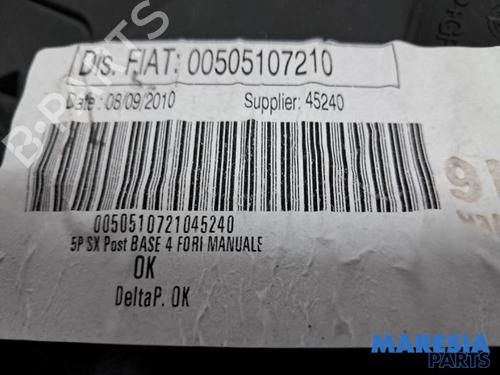 Dis. FIAT: 00505107210
Date : 08/09/2010 Supplier: 45240
0050510721045240
5P SX Post BASE 4 FORI MANUALE
OK
DeltaP. OK
B-PARTS
MARESIA
PARTS